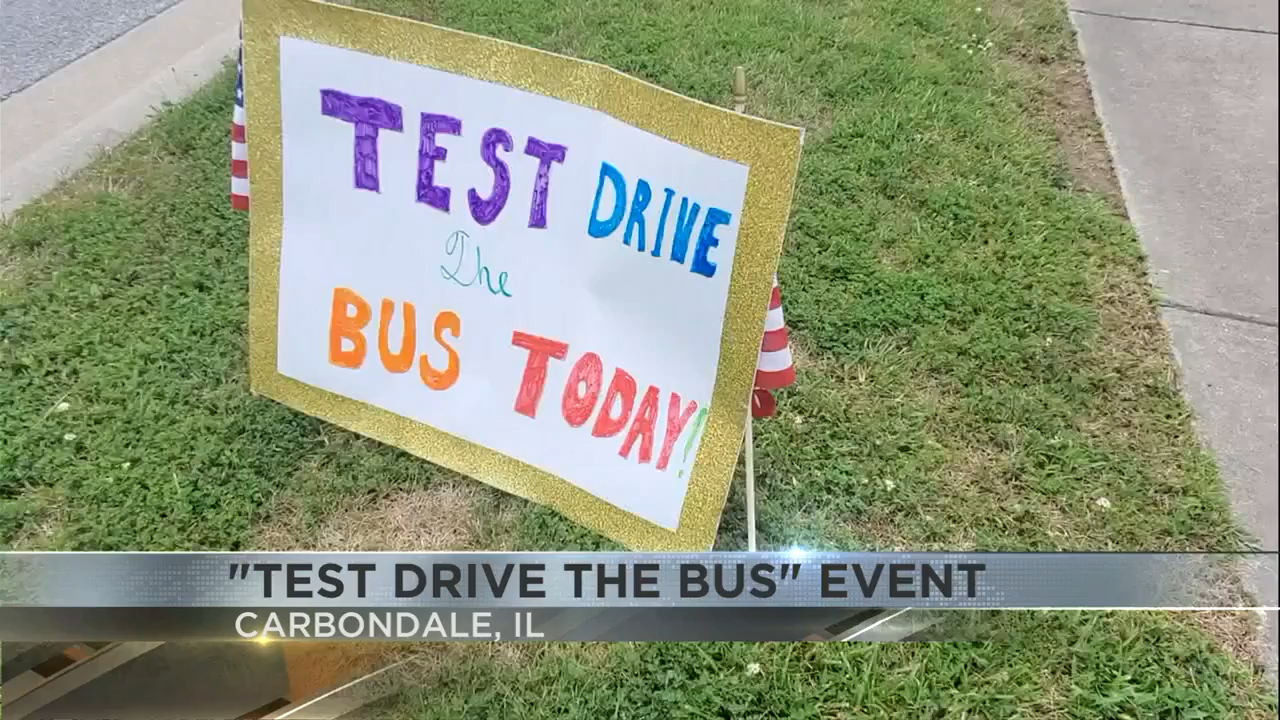 TEST DRIVE
The
BUS TODAY!
"TEST DRIVE THE BUS" EVENT
CARBONDALE, IL